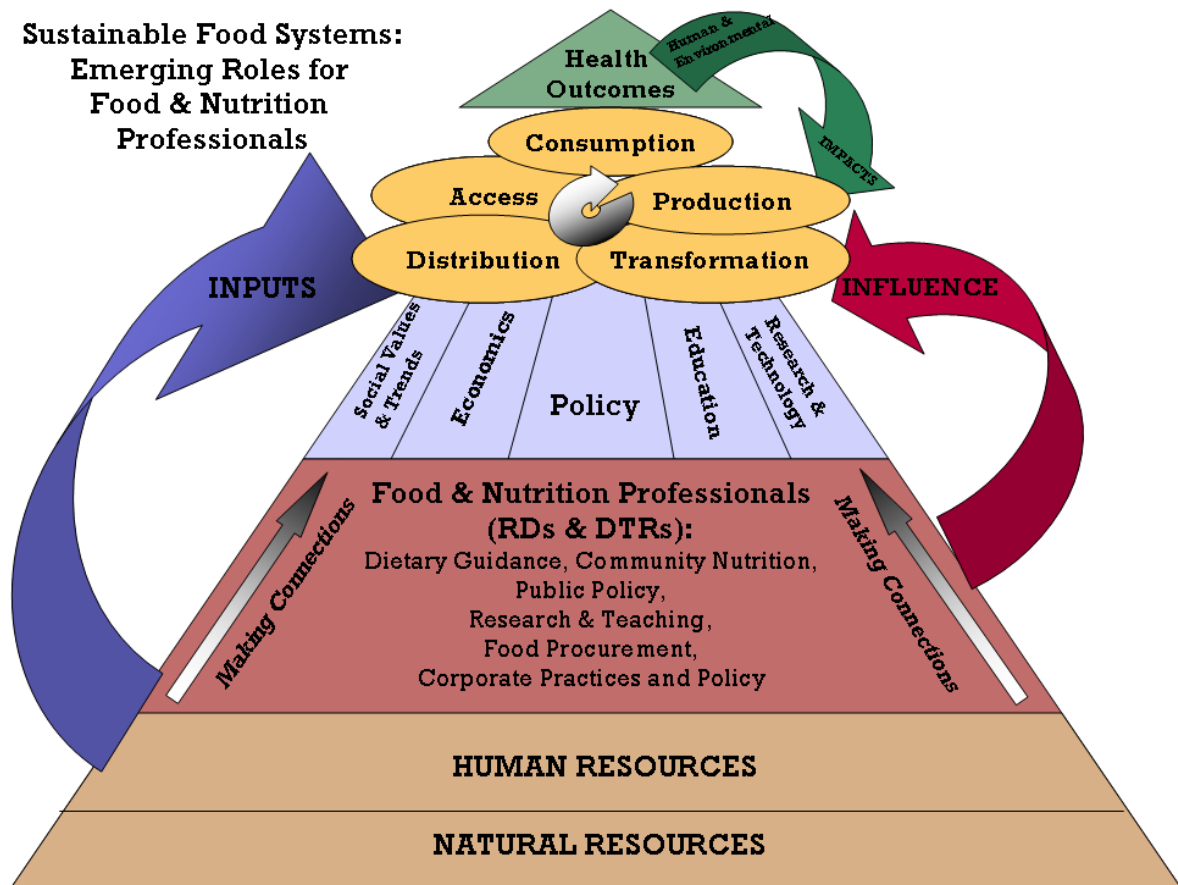 Sustainable Food Systems:
Emerging Roles for
Food & Nutrition
Professionals
Health
Outcomes
Human &
Environmental
IMPACTS
Consumption
Access
Production
Distribution
Transformation
INPUTS
INFLUENCE
Social Values
& Trends
Economics
Policy
Education
Research &
Technology
Making Connections
Food & Nutrition Professionals
(RDs & DTRs):
Dietary Guidance, Community Nutrition,
Public Policy,
Research & Teaching,
Food Procurement,
Corporate Practices and Policy
Making Connections
HUMAN RESOURCES
NATURAL RESOURCES